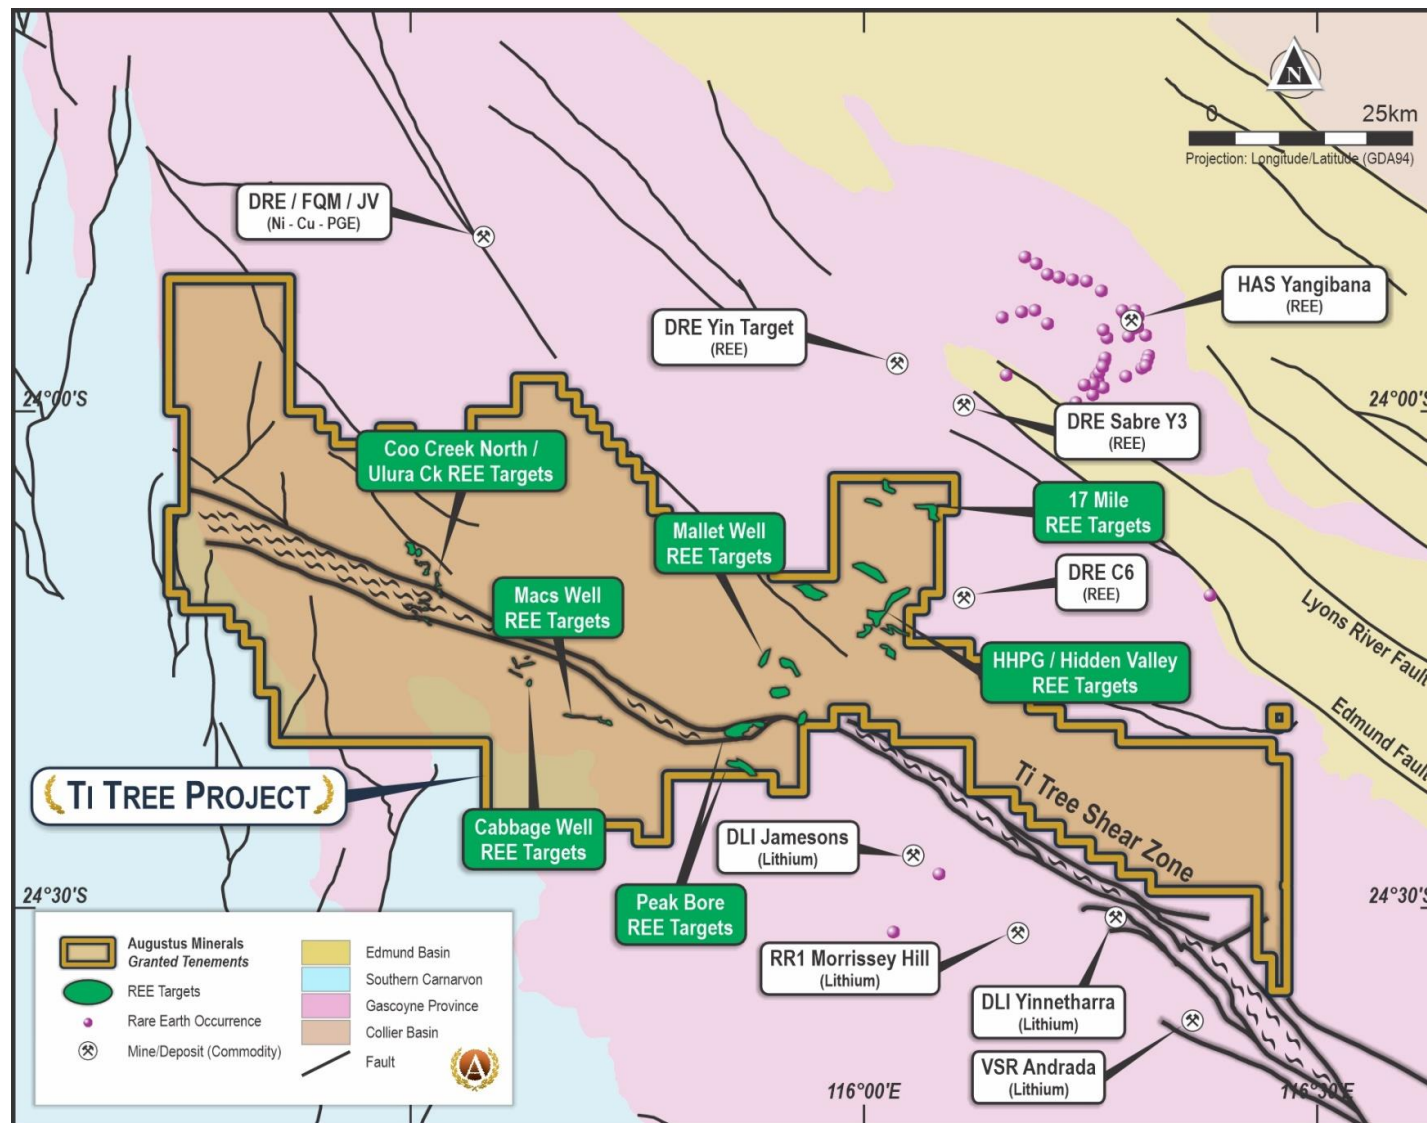 N
0 25km
Projection: Longitude/Latitude (GDA94)
DRE / FQM / JV
(Ni - Cu - PGE)
HAS Yangibana
(REE)
DRE Yin Target
(REE)
24°00'S
24°00'S
DRE Sabre Y3
(REE)
Coo Creek North /
Ulura Ck REE Targets
17 Mile
REE Targets
Mallet Well
REE Targets
DRE C6
(REE)
Macs Well
REE Targets
Lyons River Fault
HHPG / Hidden Valley
REE Targets
Edmund Fault
TI TREE PROJECT
Ti Tree Shear Zone
Cabbage Well
REE Targets
DLI Jamesons
(Lithium)
24°30'S
24°30'S
Peak Bore
REE Targets
RR1 Morrissey Hill
(Lithium)
DLI Yinnetharra
(Lithium)
VSR Andrada
(Lithium)
116°00'E
116°30'E
Augustus Minerals
Granted Tenements
REE Targets
Rare Earth Occurrence
Mine/Deposit (Commodity)
Edmund Basin
Southern Carnarvon
Gascoyne Province
Collier Basin
Fault
A